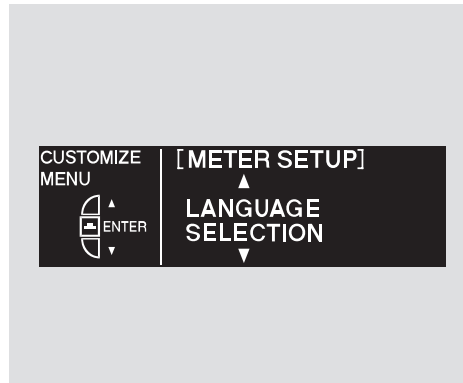 CUSTOMIZE
MENU
▲
ENTER
▼
[METER SETUP]
▲
LANGUAGE
SELECTION
▼